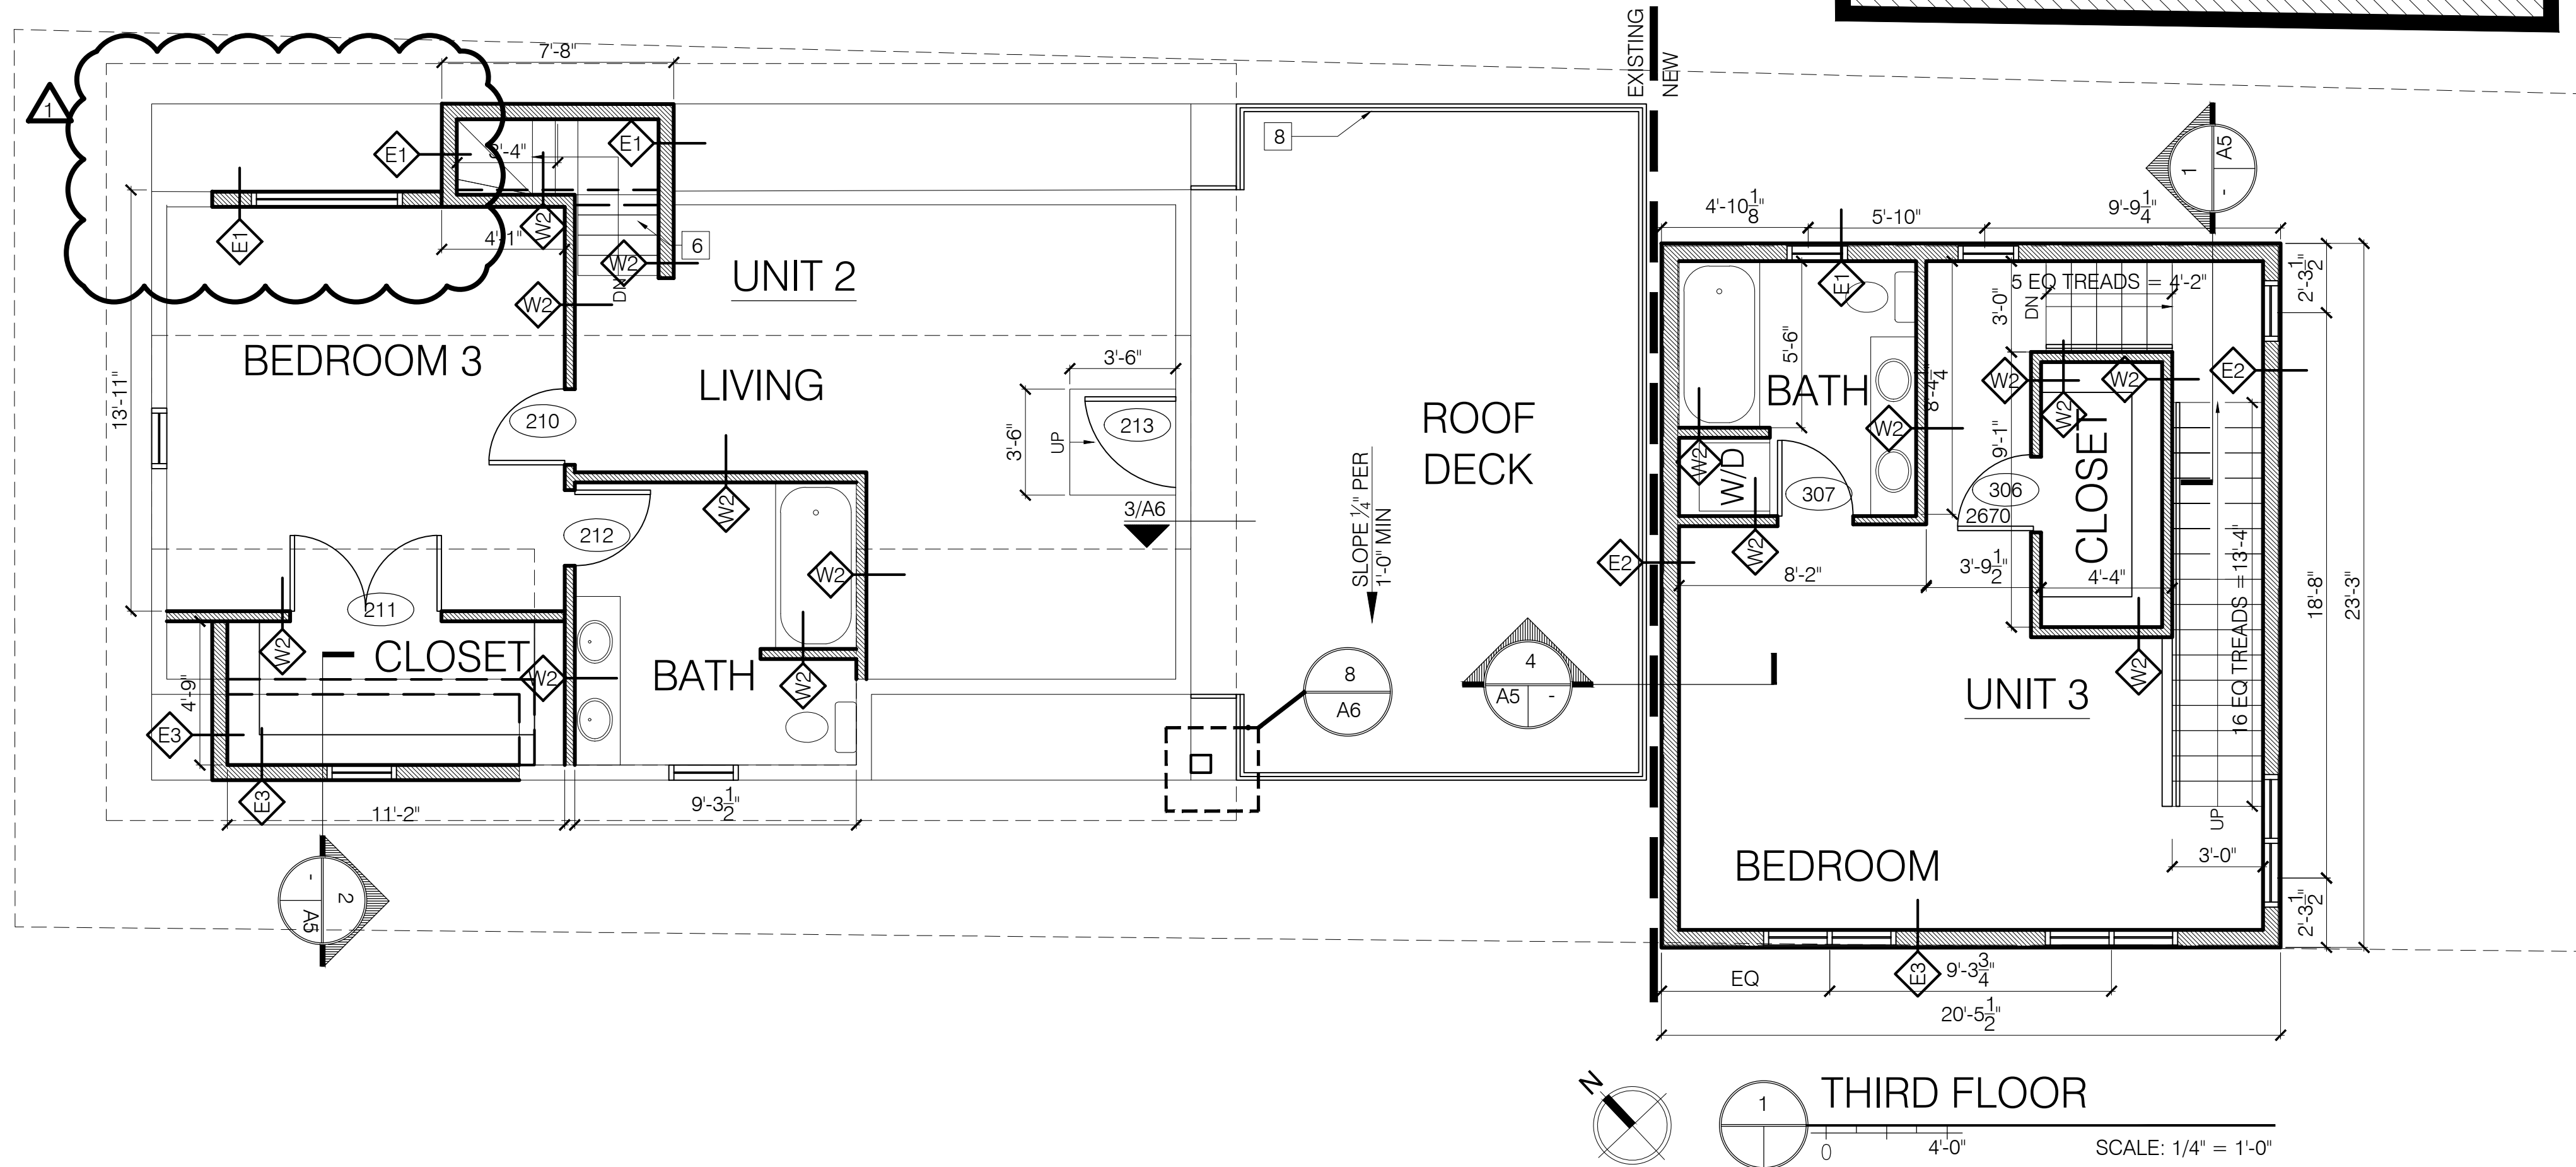 EXISTING
NEW
7'-8"
1
E1
E1
8
1
A5
-
E1
W2
4'-1"
6
W2
DN
W2
UNIT 2
4'-10 1/8"
5'-10"
9'-9 1/4"
2'-3 1/2"
E1
5 EQ TREADS = 4'-2"
3'-0"
DN
BEDROOM 3
LIVING
13'-11"
3'-6"
3'-6"
UP
213
210
5'-6"
BATH
8'-4 1/4"
W2
W2
W2
E2
W2
ROOF
DECK
W2
W2
W/D
307
9'-1"
306
2670
CLOSET
SLOPE 1/4" PER
1'-0" MIN
W2
212
3/A6
W2
E2
W2
8'-2"
3'-9 1/2"
4'-4"
16 EQ TREADS =13'-4"
18'-8"
23'-3"
211
W2
CLOSET
W2
BATH
W2
4'-9"
E3
E3
8
A6
4
A5
-
W2
UNIT 3
UP
3'-0"
11'-2"
9'-3 1/2"
2
-
A5
BEDROOM
2'-3 1/2"
EQ
E3
9'-3 3/4"
20'-5 1/2"
N
1
THIRD FLOOR
0
4'-0"
SCALE: 1/4" = 1'-0"